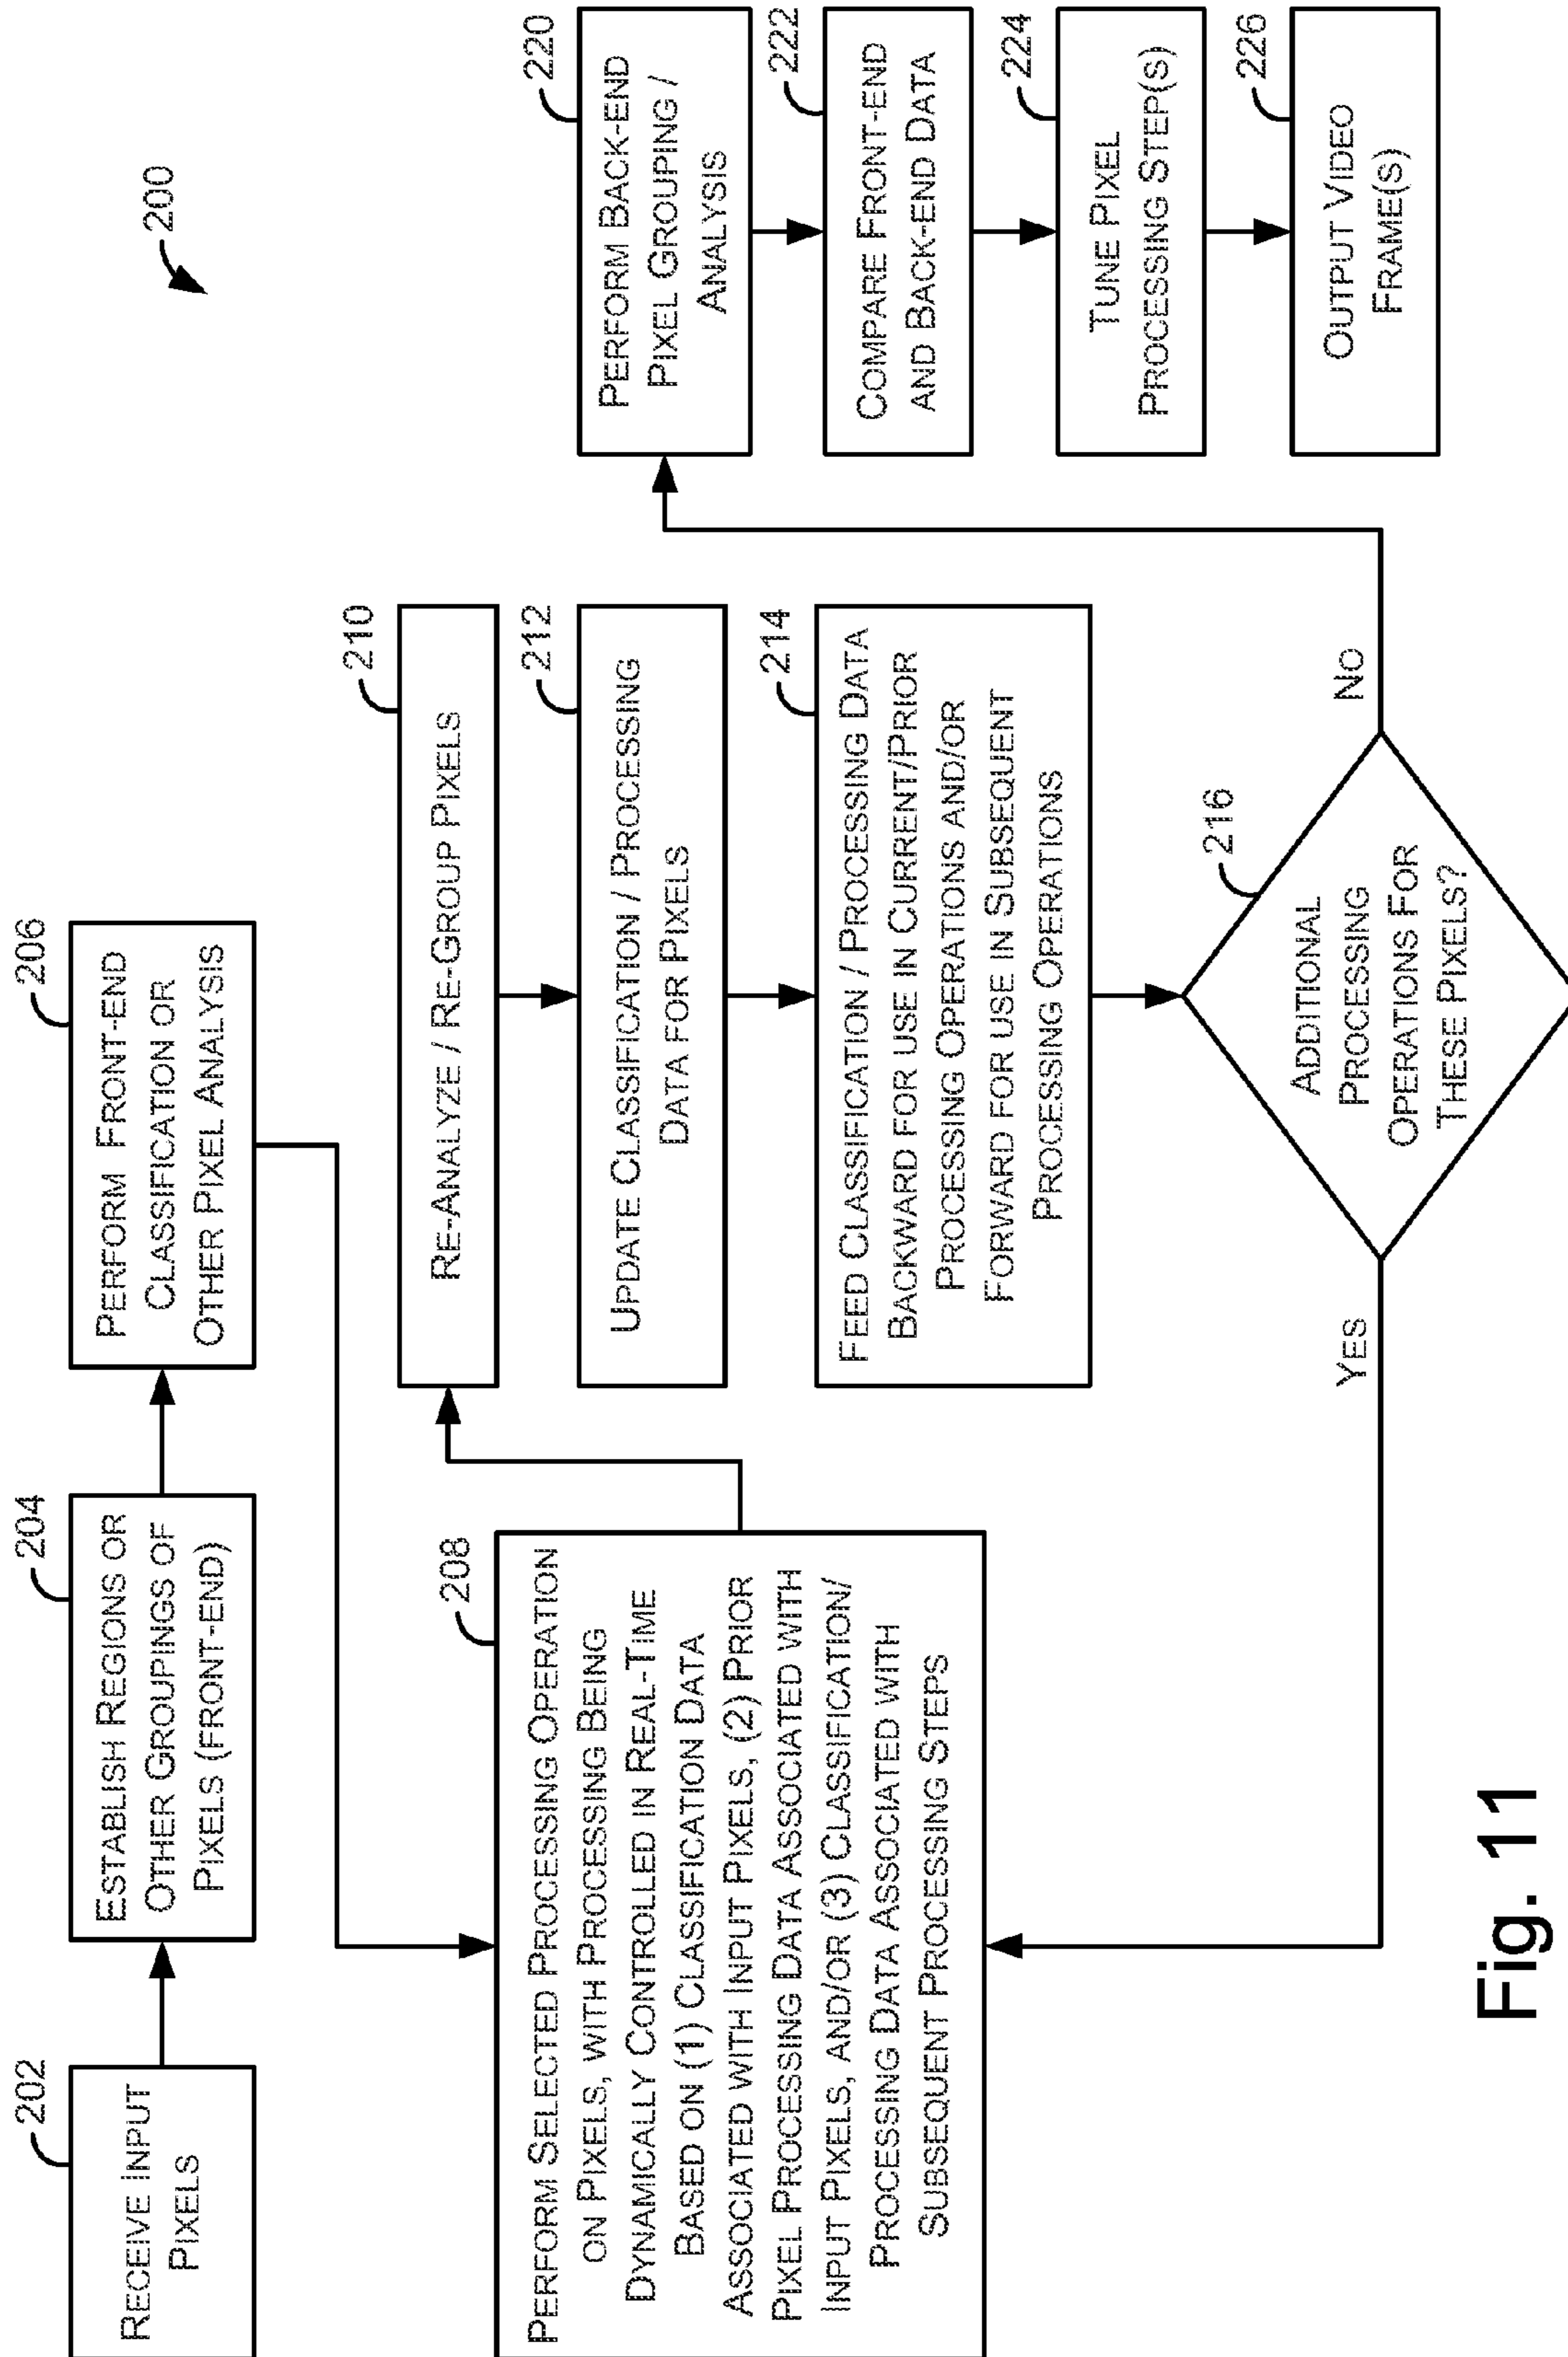 200
202
RECEIVE INPUT
PIXELS
204
ESTABLISH REGIONS OR
OTHER GROUPINGS OF
PIXELS (FRONT-END)
206
PERFORM FRONT-END
CLASSIFICATION OR
OTHER PIXEL ANALYSIS
208
PERFORM SELECTED PROCESSING OPERATION
ON PIXELS, WITH PROCESSING BEING
DYNAMICALLY CONTROLLED IN REAL-TIME
BASED ON (1) CLASSIFICATION DATA
ASSOCIATED WITH INPUT PIXELS, (2) PRIOR
PIXEL PROCESSING DATA ASSOCIATED WITH
INPUT PIXELS, AND/OR (3) CLASSIFICATION/
PROCESSING DATA ASSOCIATED WITH
SUBSEQUENT PROCESSING STEPS
210
RE-ANALYZE / RE-GROUP PIXELS
212
UPDATE CLASSIFICATION / PROCESSING
DATA FOR PIXELS
214
FEED CLASSIFICATION / PROCESSING DATA
BACKWARD FOR USE IN CURRENT/PRIOR
PROCESSING OPERATIONS AND/OR
FORWARD FOR USE IN SUBSEQUENT
PROCESSING OPERATIONS
216
ADDITIONAL
PROCESSING
OPERATIONS FOR
THESE PIXELS?
YES
NO
220
PERFORM BACK-END
PIXEL GROUPING /
ANALYSIS
222
COMPARE FRONT-END
AND BACK-END DATA
224
TUNE PIXEL
PROCESSING STEP(S)
226
OUTPUT VIDEO
FRAME(S)
Fig. 11